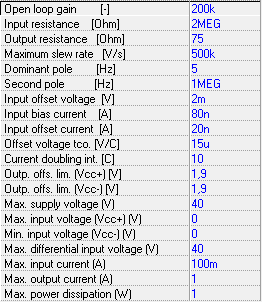 Open loop gain [-] 200k
Input resistance [Ohm] 2MEG
Output resistance [Ohm] 75
Maximum slew rate [V/s] 500k
Dominant pole [Hz] 5
Second pole [Hz] 1MEG
Input offset voltage [V] 2m
Input bias current [A] 80n
Input offset current [A] 20n
Offset voltage tco. [V/C] 15u
Current doubling int. [C] 10
Outp. offs. lim. (Vcc+) [V] 1,9
Outp. offs. lim. (Vcc-) [V] 1,9
Max. supply voltage (V) 40
Max. input voltage (Vcc+) (V) 0
Min. input voltage (Vcc-) (V) 0
Max. differential input voltage (V) 40
Max. input current (A) 100m
Max. output current (A) 1
Max. power dissipation (W) 1